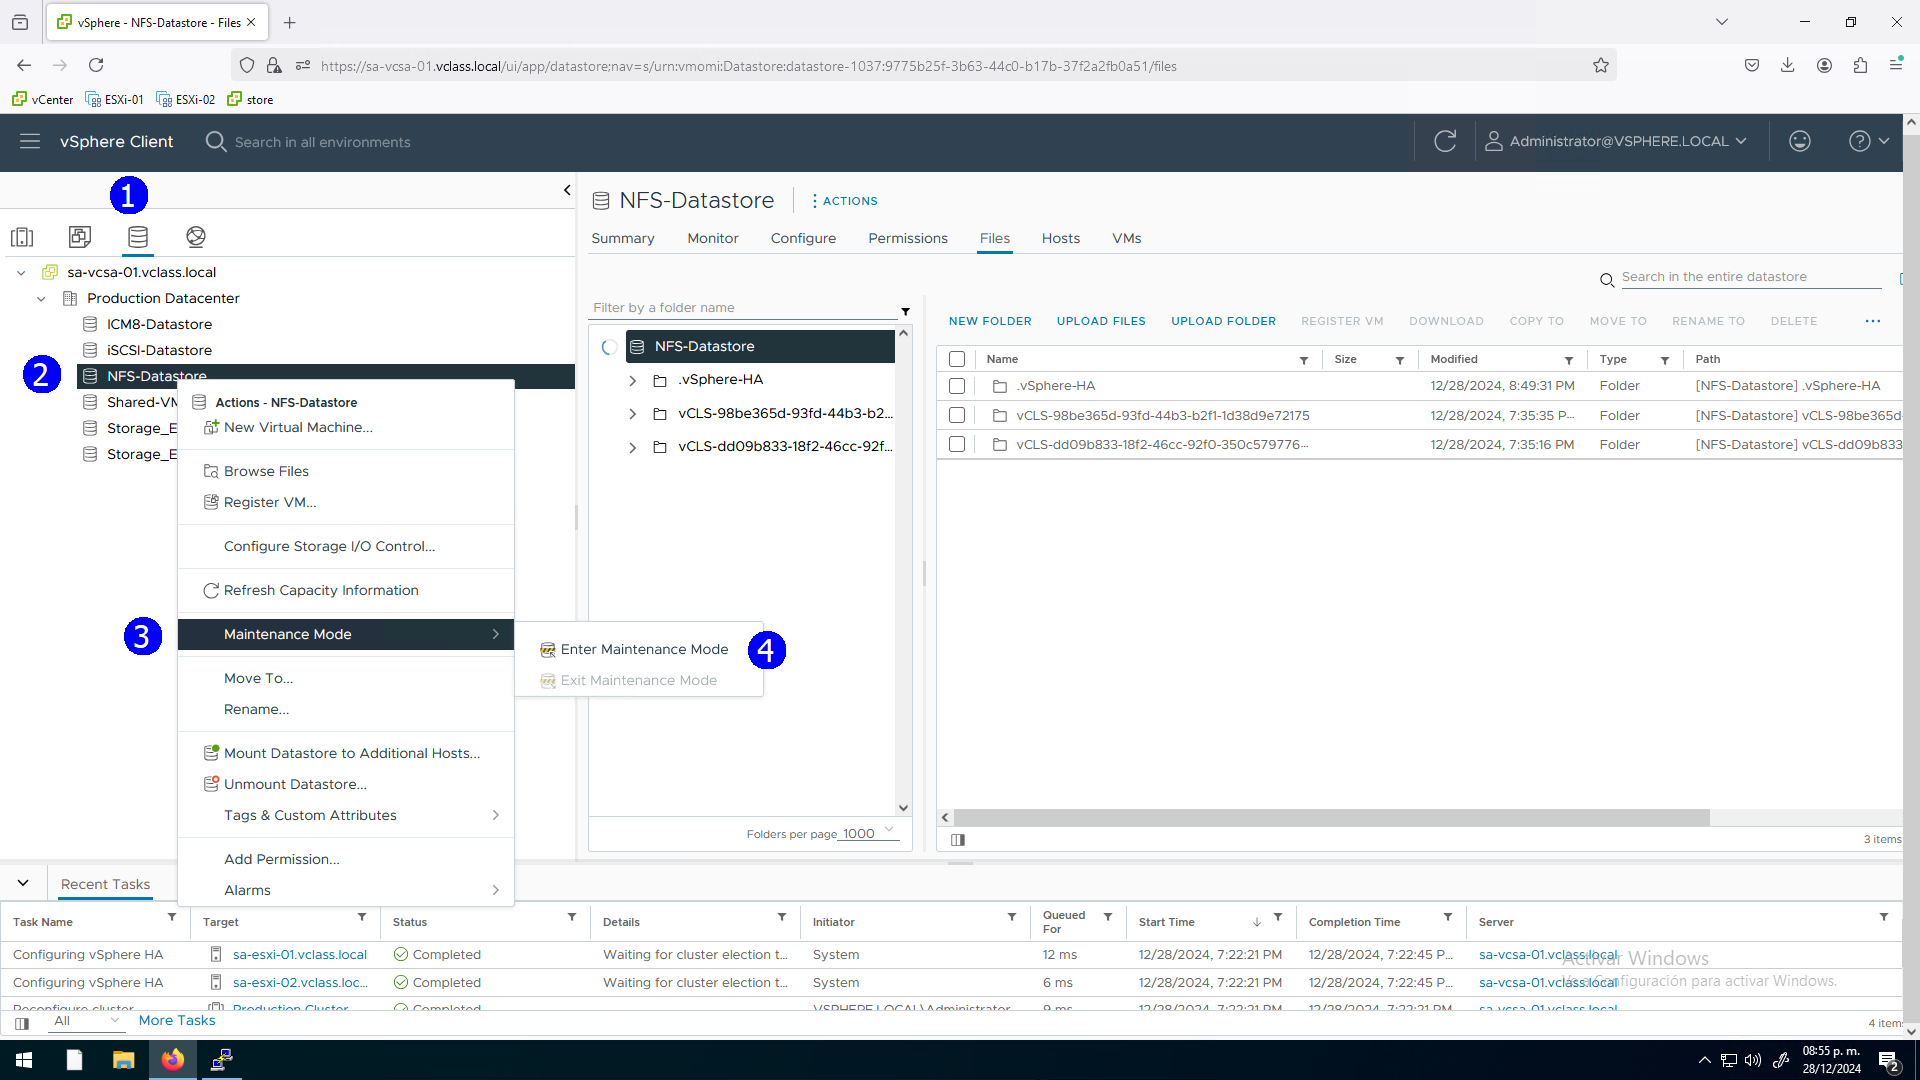 vSphere - NFS-Datastore - Files
https://sa-vcsa-01.vclass.local/ui/app/datastore;nav=s/urn:vmomi:Datastore:datastore-1037:9775b25f-3b63-44c0-b17b-37f2a2fb0a51/files
vCenter ESXi-01 ESXi-02 store
vSphere Client Search in all environments Administrator@VSPHERE.LOCAL
1
NFS-Datastore ACTIONS
Summary Monitor Configure Permissions Files Hosts VMs
sa-vcsa-01.vclass.local
Production Datacenter
ICM8-Datastore
iSCSI-Datastore
2 NFS-Datastore
Shared-VM
Storage_E
Storage_E
Actions - NFS-Datastore
New Virtual Machine...
Browse Files
Register VM...
Configure Storage I/O Control...
Refresh Capacity Information
3 Maintenance Mode
Enter Maintenance Mode 4
Exit Maintenance Mode
Move To...
Rename...
Mount Datastore to Additional Hosts...
Unmount Datastore...
Tags & Custom Attributes
Add Permission...
Alarms
Search in the entire datastore
Filter by a folder name
NFS-Datastore
.vSphere-HA
vCLS-98be365d-93fd-44b3-b2...
vCLS-dd09b833-18f2-46cc-92f...
Folders per page 1000
NEW FOLDER UPLOAD FILES UPLOAD FOLDER REGISTER VM DOWNLOAD COPY TO MOVE TO RENAME TO DELETE ...
Name Size Modified Type Path
.vSphere-HA 12/28/2024, 8:49:31 PM Folder [NFS-Datastore] .vSphere-HA
vCLS-98be365d-93fd-44b3-b2f1-1d38d9e72175 12/28/2024, 7:35:35 P... Folder [NFS-Datastore] vCLS-98be365d-
vCLS-dd09b833-18f2-46cc-92f0-350c579776... 12/28/2024, 7:35:16 PM Folder [NFS-Datastore] vCLS-dd09b833
3 items
Recent Tasks
Task Name Target Status Details Initiator Queued For Start Time Completion Time Server
Configuring vSphere HA sa-esxi-01.vclass.local Completed Waiting for cluster election t... System 12 ms 12/28/2024, 7:22:21 PM 12/28/2024, 7:22:45 P... sa-vcsa-01.vclass.local
Configuring vSphere HA sa-esxi-02.vclass.loc... Completed Waiting for cluster election t... System 6 ms 12/28/2024, 7:22:21 PM 12/28/2024, 7:22:45 P... sa-vcsa-01.vclass.local
Reconfigure cluster Production Cluster Completed VSPHERE.LOCAL\Administrator 9 ms 12/28/2024, 7:22:21 PM 12/28/2024, 7:22:21 PM sa-vcsa-01.vclass.local
Activar Windows
Ve a Configuración para activar Windows.
All More Tasks
4 items
08:55 p. m.
28/12/2024
2